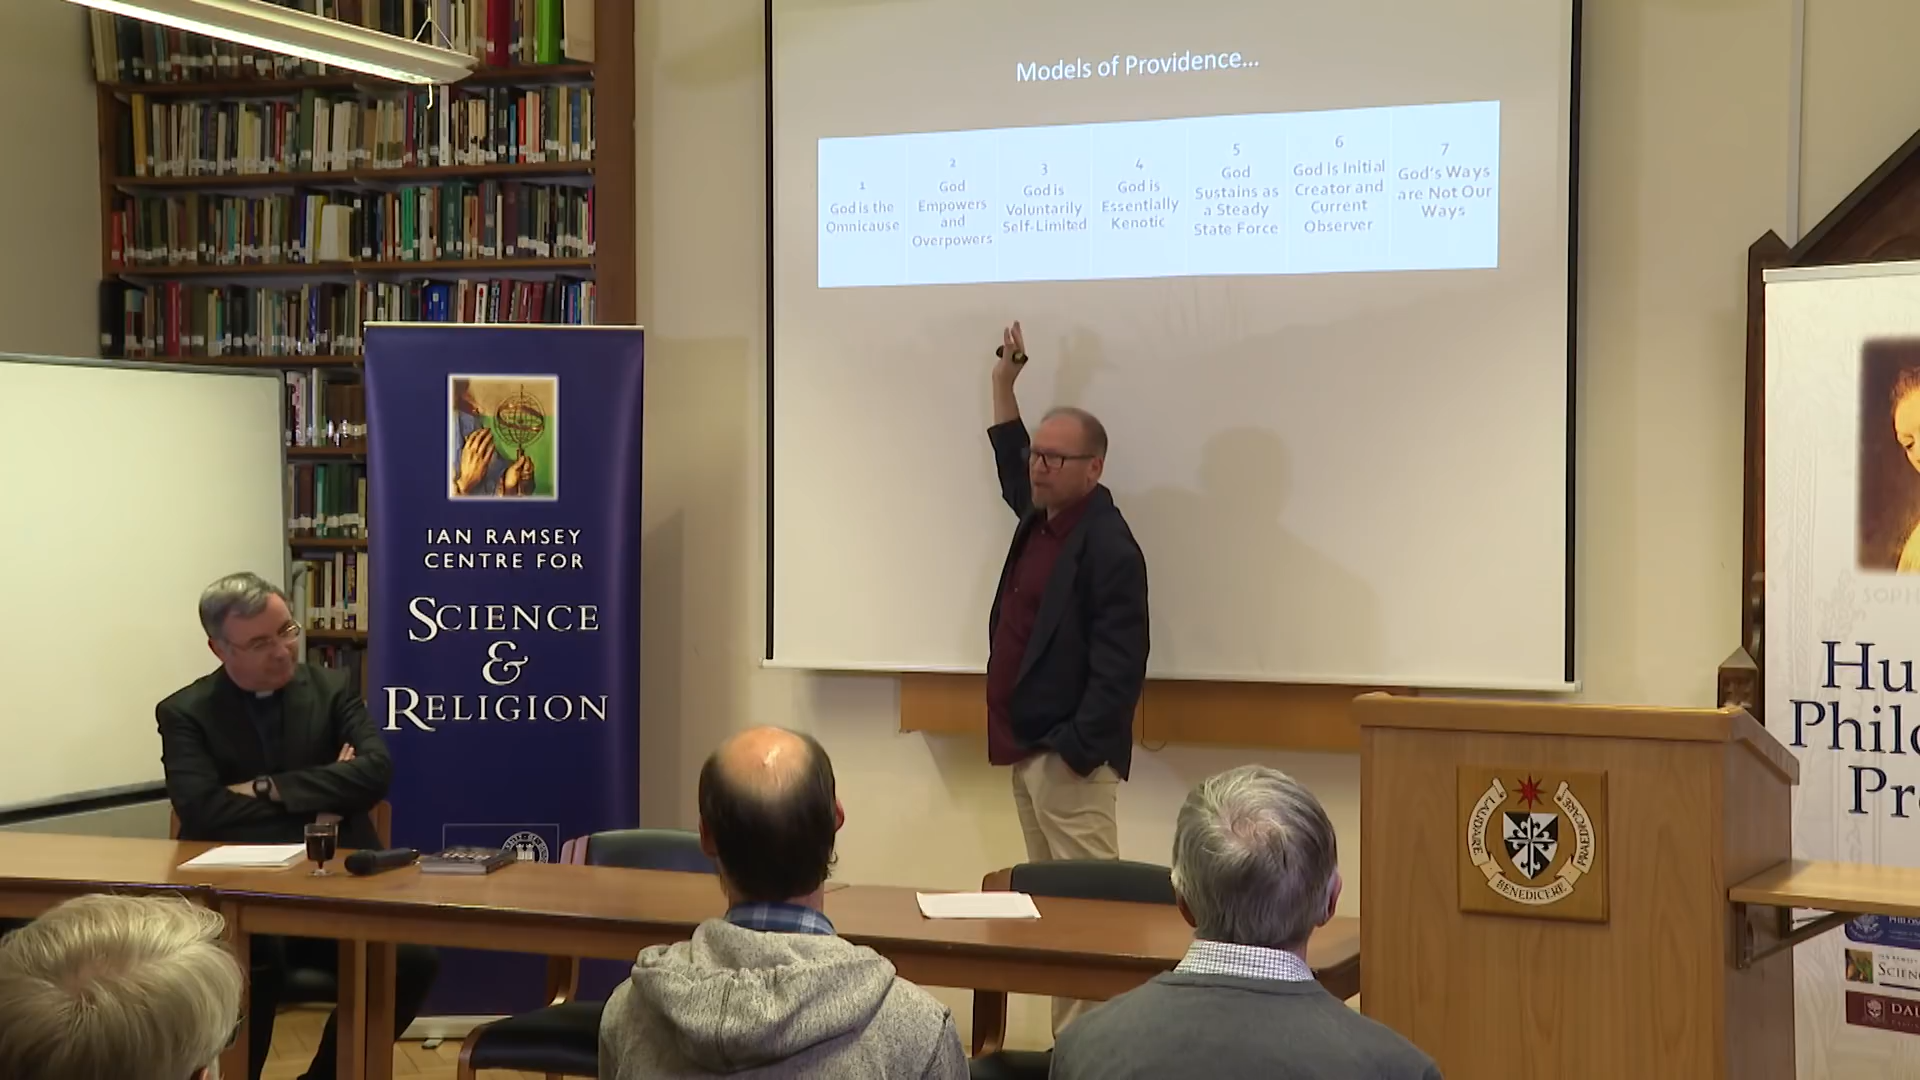 Models of Providence...
1
God is the
Omnicause
2
God
Empowers
and
Overpowers
3
God is
Voluntarily
Self-Limited
4
God is
Essentially
Kenotic
5
God
Sustains as
a Steady
State Force
6
God is Initial
Creator and
Current
Observer
7
God's Ways
are Not Our
Ways
IAN RAMSEY
CENTRE FOR
SCIENCE
&
RELIGION
LAUDARE
BENEDICERE
PRAEDICARE
SOPH
Hu
Philo
Pr
SCIEN
DAL